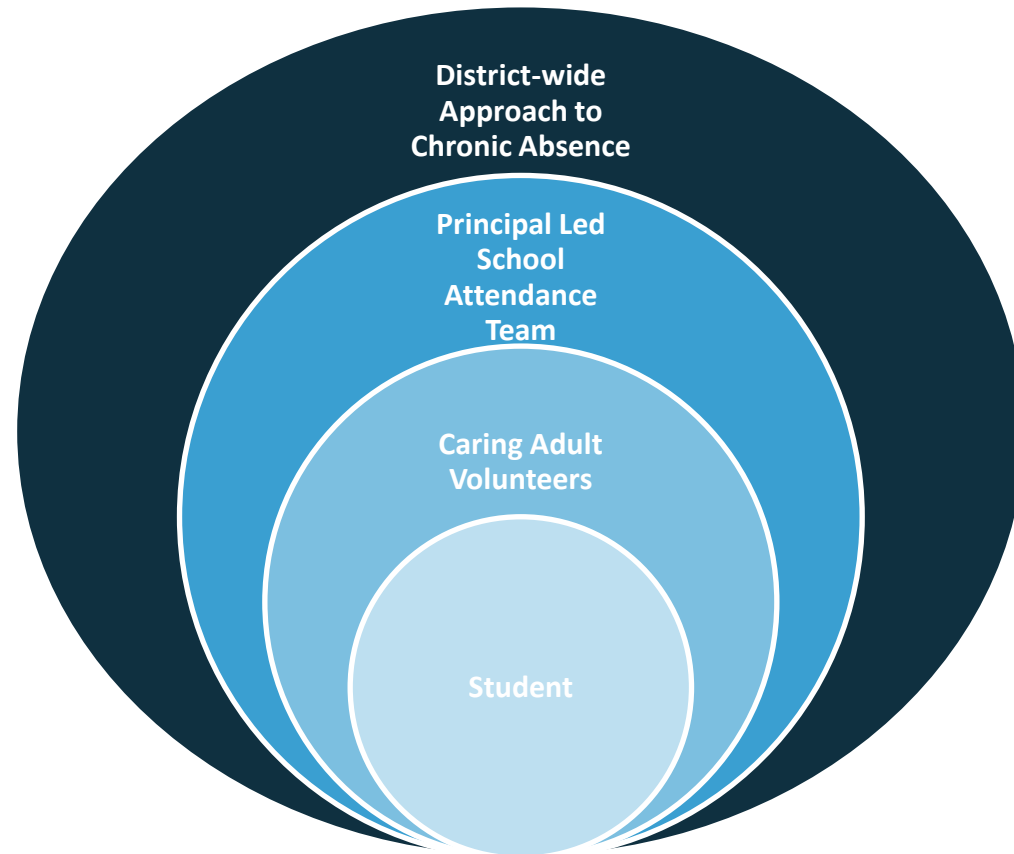 District-wide
Approach to
Chronic Absence
Principal Led
School
Attendance
Team
Caring Adult
Volunteers
Student